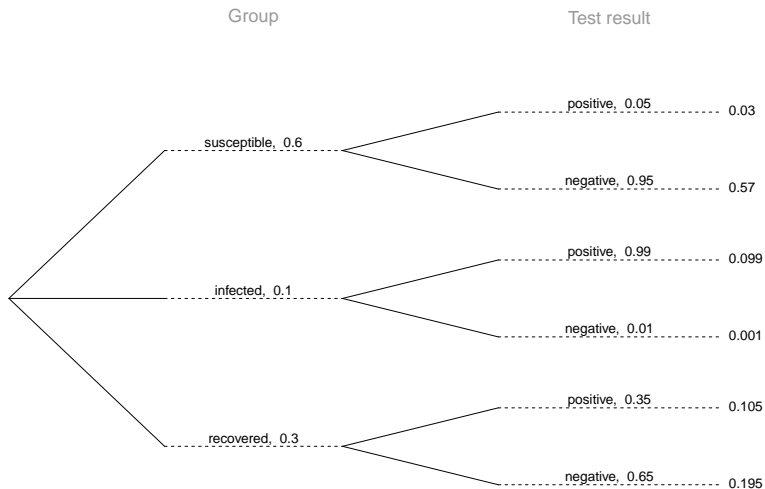 Group
Test result
susceptible, 0.6
positive, 0.05
0.03
negative, 0.95
0.57
infected, 0.1
positive, 0.99
0.099
negative, 0.01
0.001
recovered, 0.3
positive, 0.35
0.105
negative, 0.65
0.195